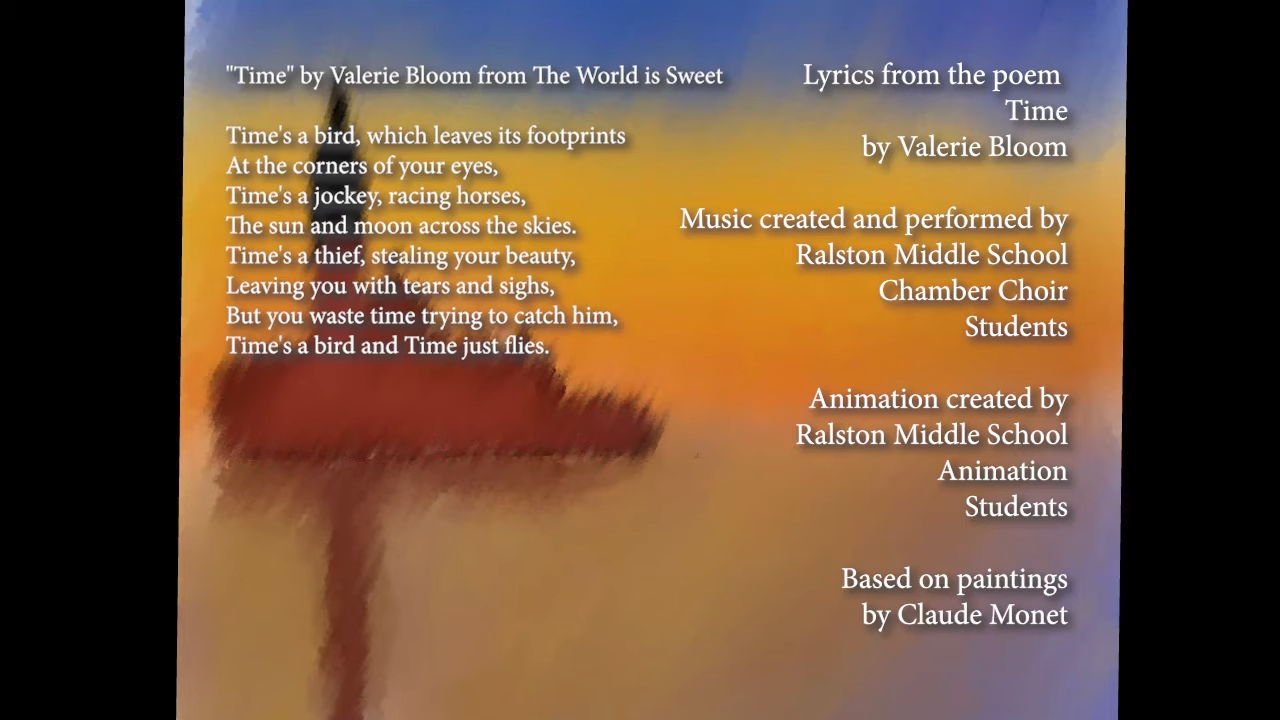 "Time" by Valerie Bloom from The World is Sweet
Time's a bird, which leaves its footprints
At the corners of your eyes,
Time's a jockey, racing horses,
The sun and moon across the skies.
Time's a thief, stealing your beauty,
Leaving you with tears and sighs,
But you waste time trying to catch him,
Time's a bird and Time just flies.
Lyrics from the poem
Time
by Valerie Bloom
Music created and performed by
Ralston Middle School
Chamber Choir
Students
Animation created by
Ralston Middle School
Animation
Students
Based on paintings
by Claude Monet